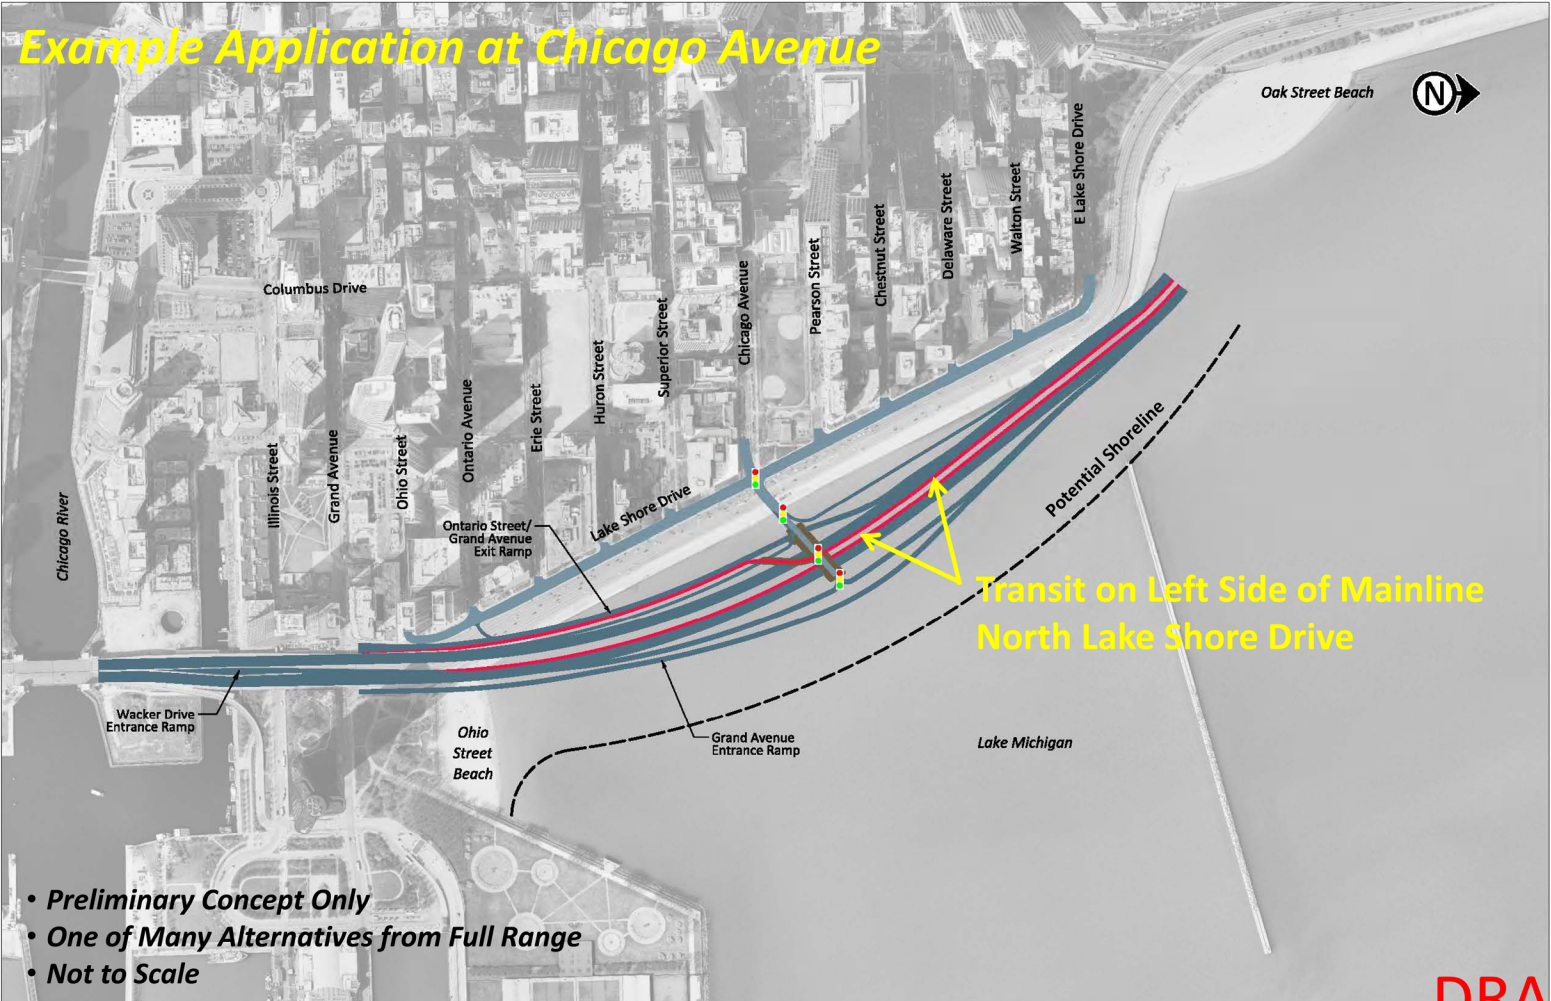 Example Application at Chicago Avenue
Oak Street Beach
N
E Lake Shore Drive
Walton Street
Delaware Street
Chestnut Street
Pearson Street
Chicago Avenue
Columbus Drive
Superior Street
Huron Street
Erie Street
Ontario Avenue
Ohio Street
Grand Avenue
Illinois Street
Chicago River
Lake Shore Drive
Ontario Street/
Grand Avenue
Exit Ramp
Potential Shoreline
Transit on Left Side of Mainline
North Lake Shore Drive
Wacker Drive
Entrance Ramp
Ohio
Street
Beach
Grand Avenue
Entrance Ramp
Lake Michigan
• Preliminary Concept Only
• One of Many Alternatives from Full Range
• Not to Scale
DRA